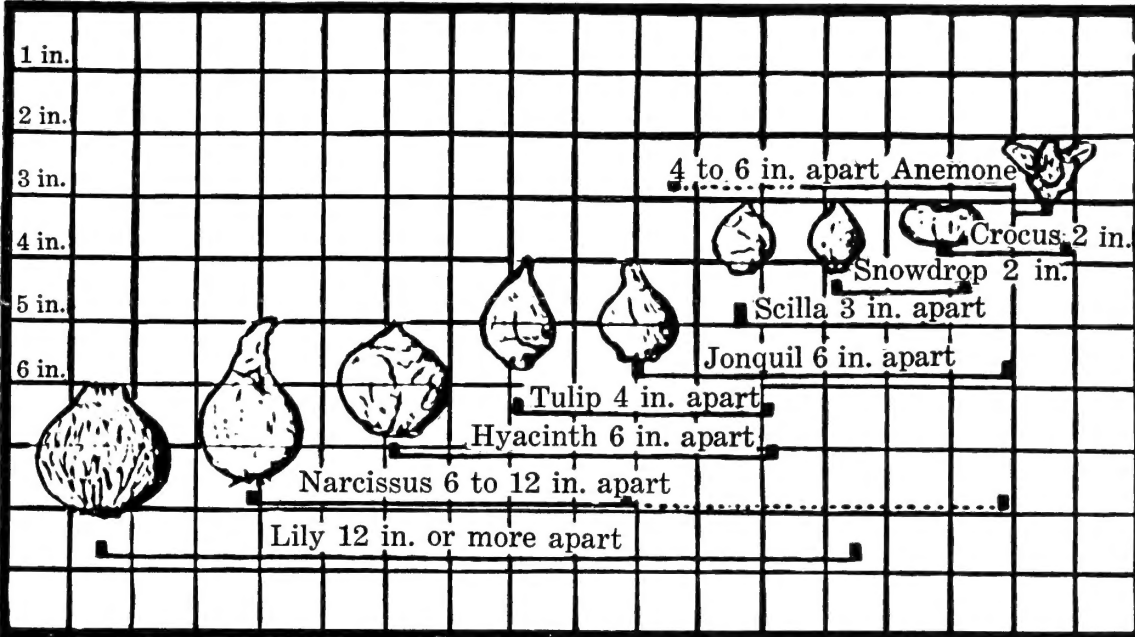 1 in.
2 in.
3 in.
4 in.
5 in.
6 in.
4 to 6 in. apart Anemone
Crocus 2 in.
Snowdrop 2 in.
Scilla 3 in. apart
Jonquil 6 in. apart
Tulip 4 in. apart
Hyacinth 6 in. apart
Narcissus 6 to 12 in. apart
Lily 12 in. or more apart